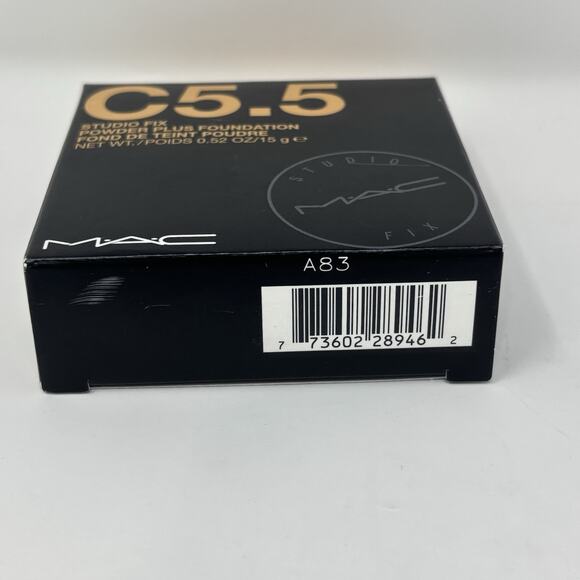 C5.5
STUDIO FIX
POWDER PLUS FOUNDATION
FOND DE TEINT POUDRE
NET WT./POIDS 0.52 OZ/15 g e
STUDIO
FIX
MAC
M·A·C
A83
7 73602 28946 2